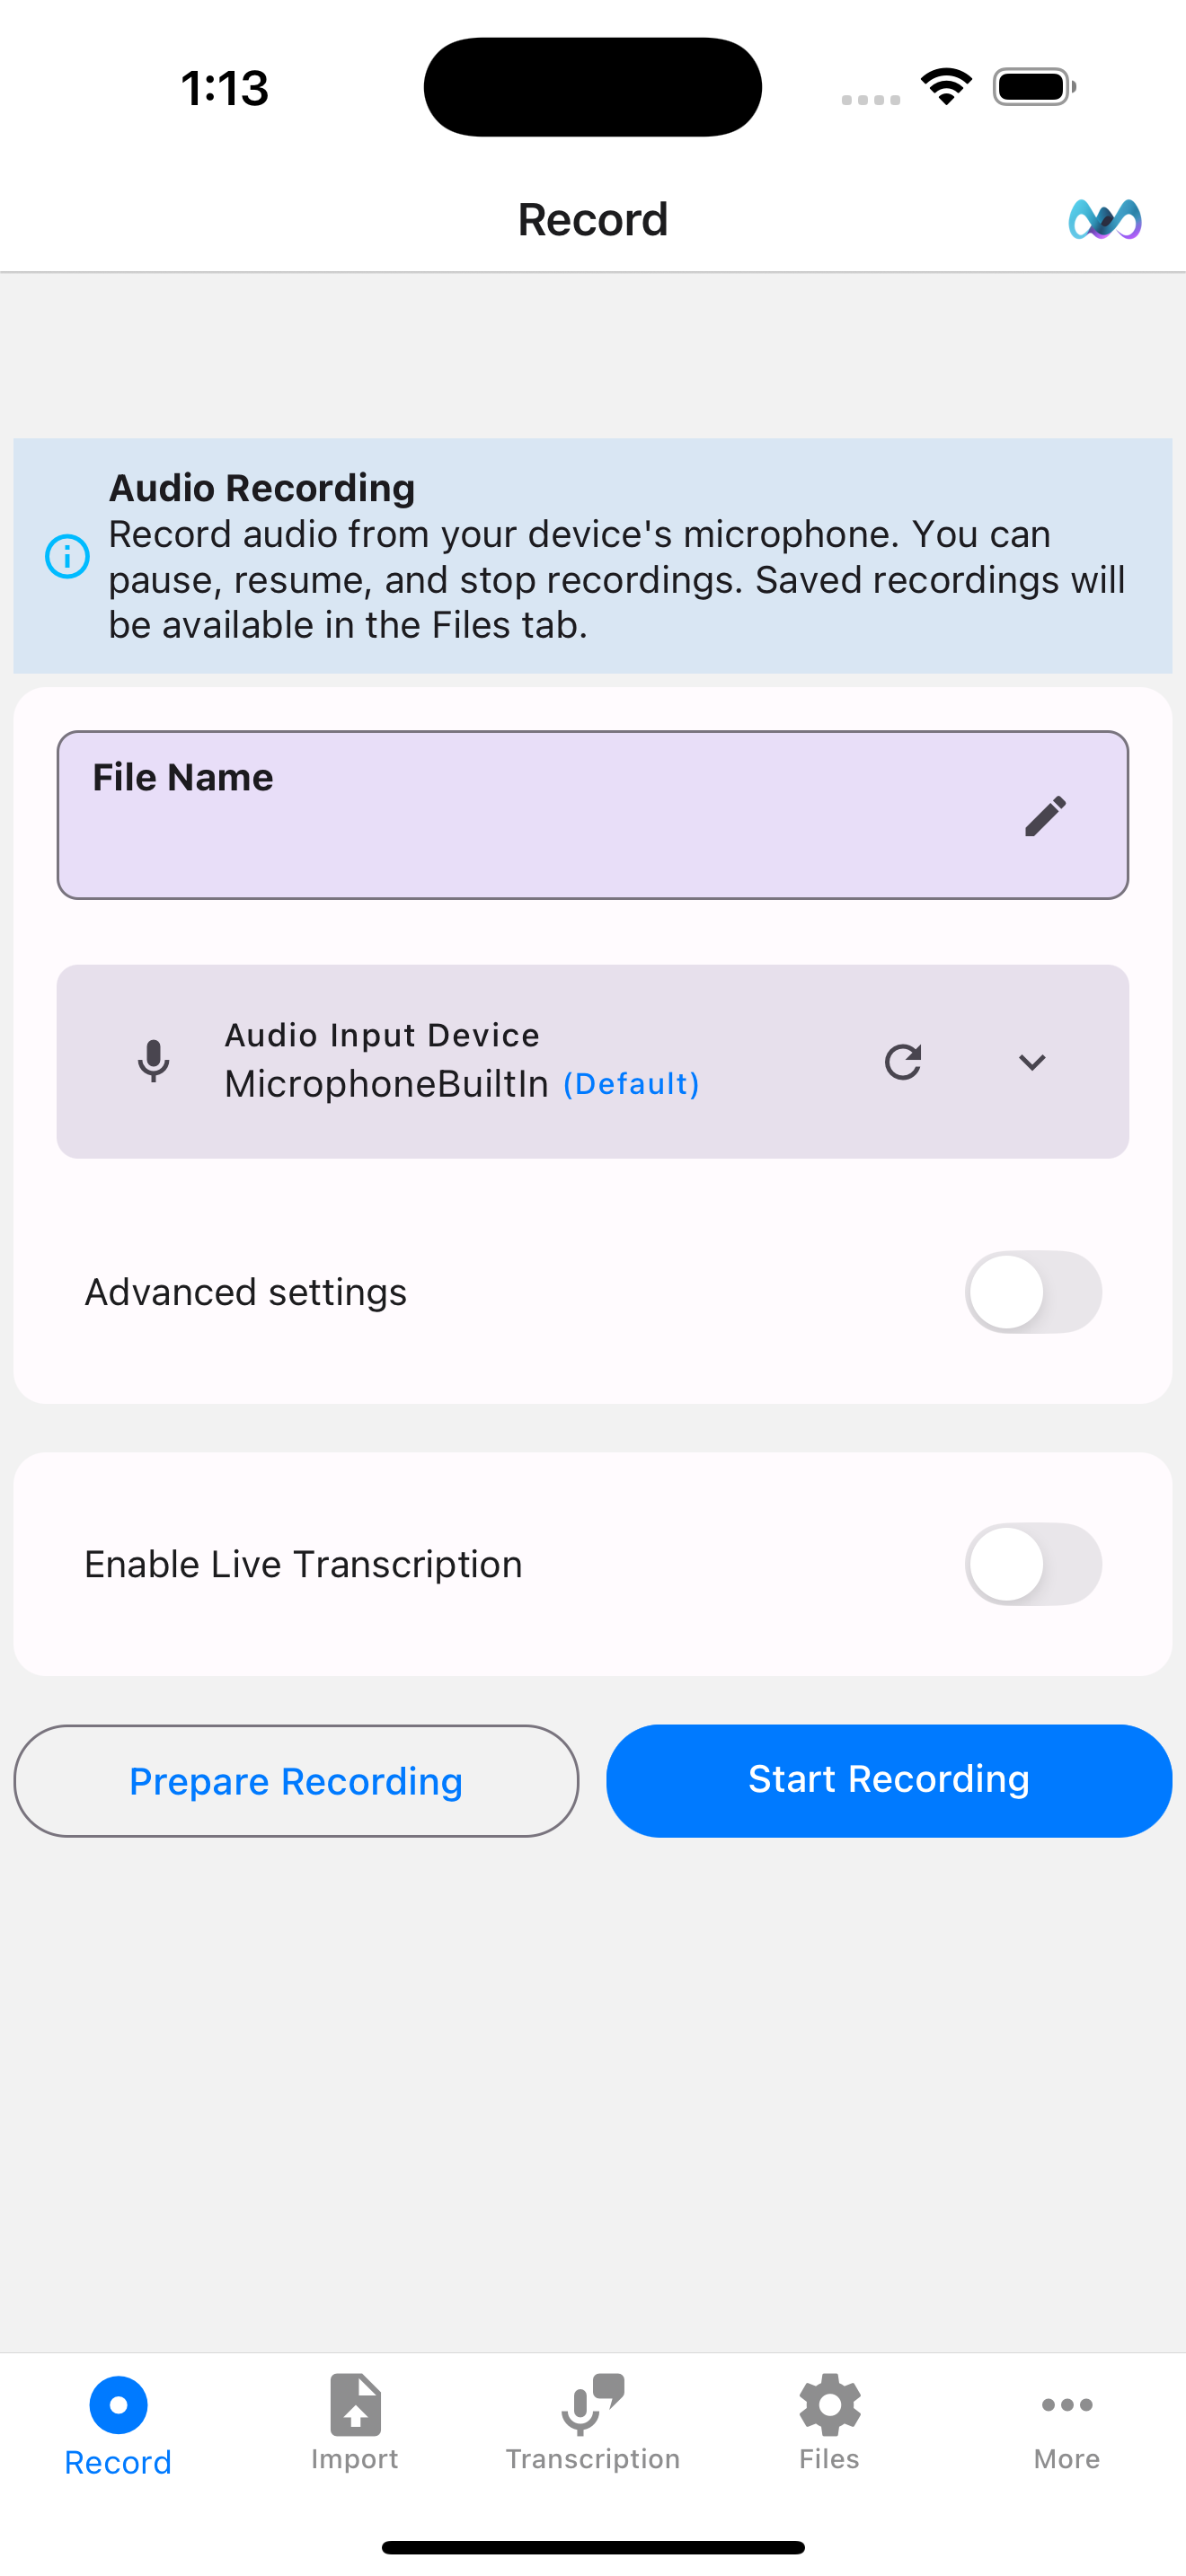 1:13
Record
Audio Recording
Record audio from your device's microphone. You can
pause, resume, and stop recordings. Saved recordings will
be available in the Files tab.
File Name
Audio Input Device
MicrophoneBuiltIn (Default)
Advanced settings
Enable Live Transcription
Prepare Recording
Start Recording
Record
Import
Transcription
Files
More